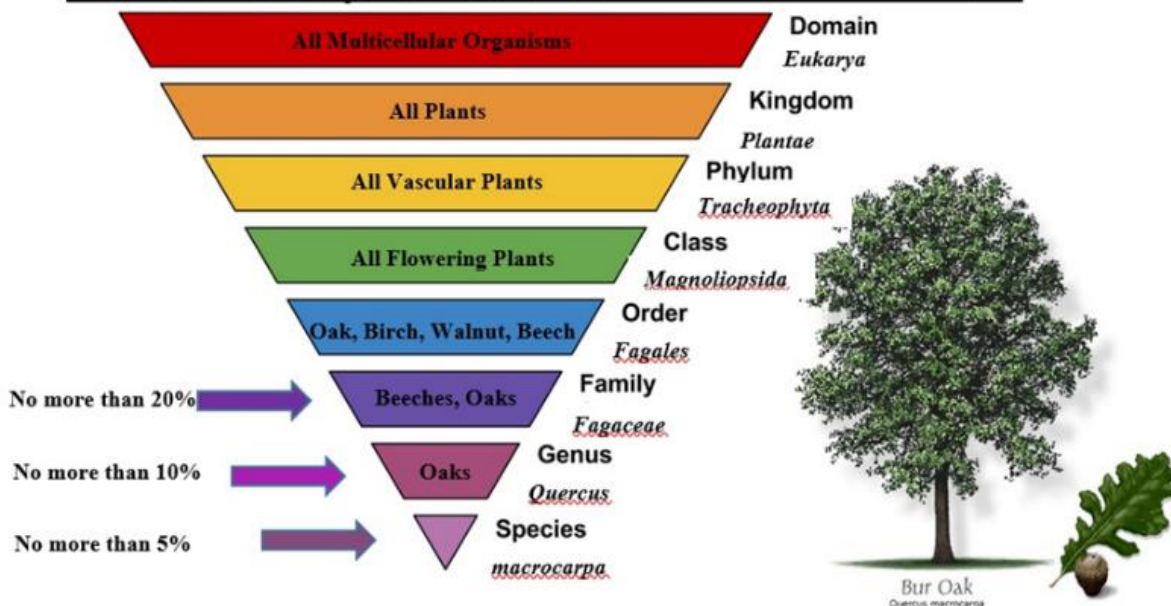 All Multicellular Organisms
Domain
Eukarya
All Plants
Kingdom
Plantae
All Vascular Plants
Phylum
Tracheophyta
All Flowering Plants
Class
Magnoliopsida
Oak, Birch, Walnut, Beech
Order
Fagales
No more than 20%
Beeches, Oaks
Family
Fagaceae
No more than 10%
Oaks
Genus
Quercus
No more than 5%
Species
macrocarpa
Bur Oak
Quercus macrocarpa